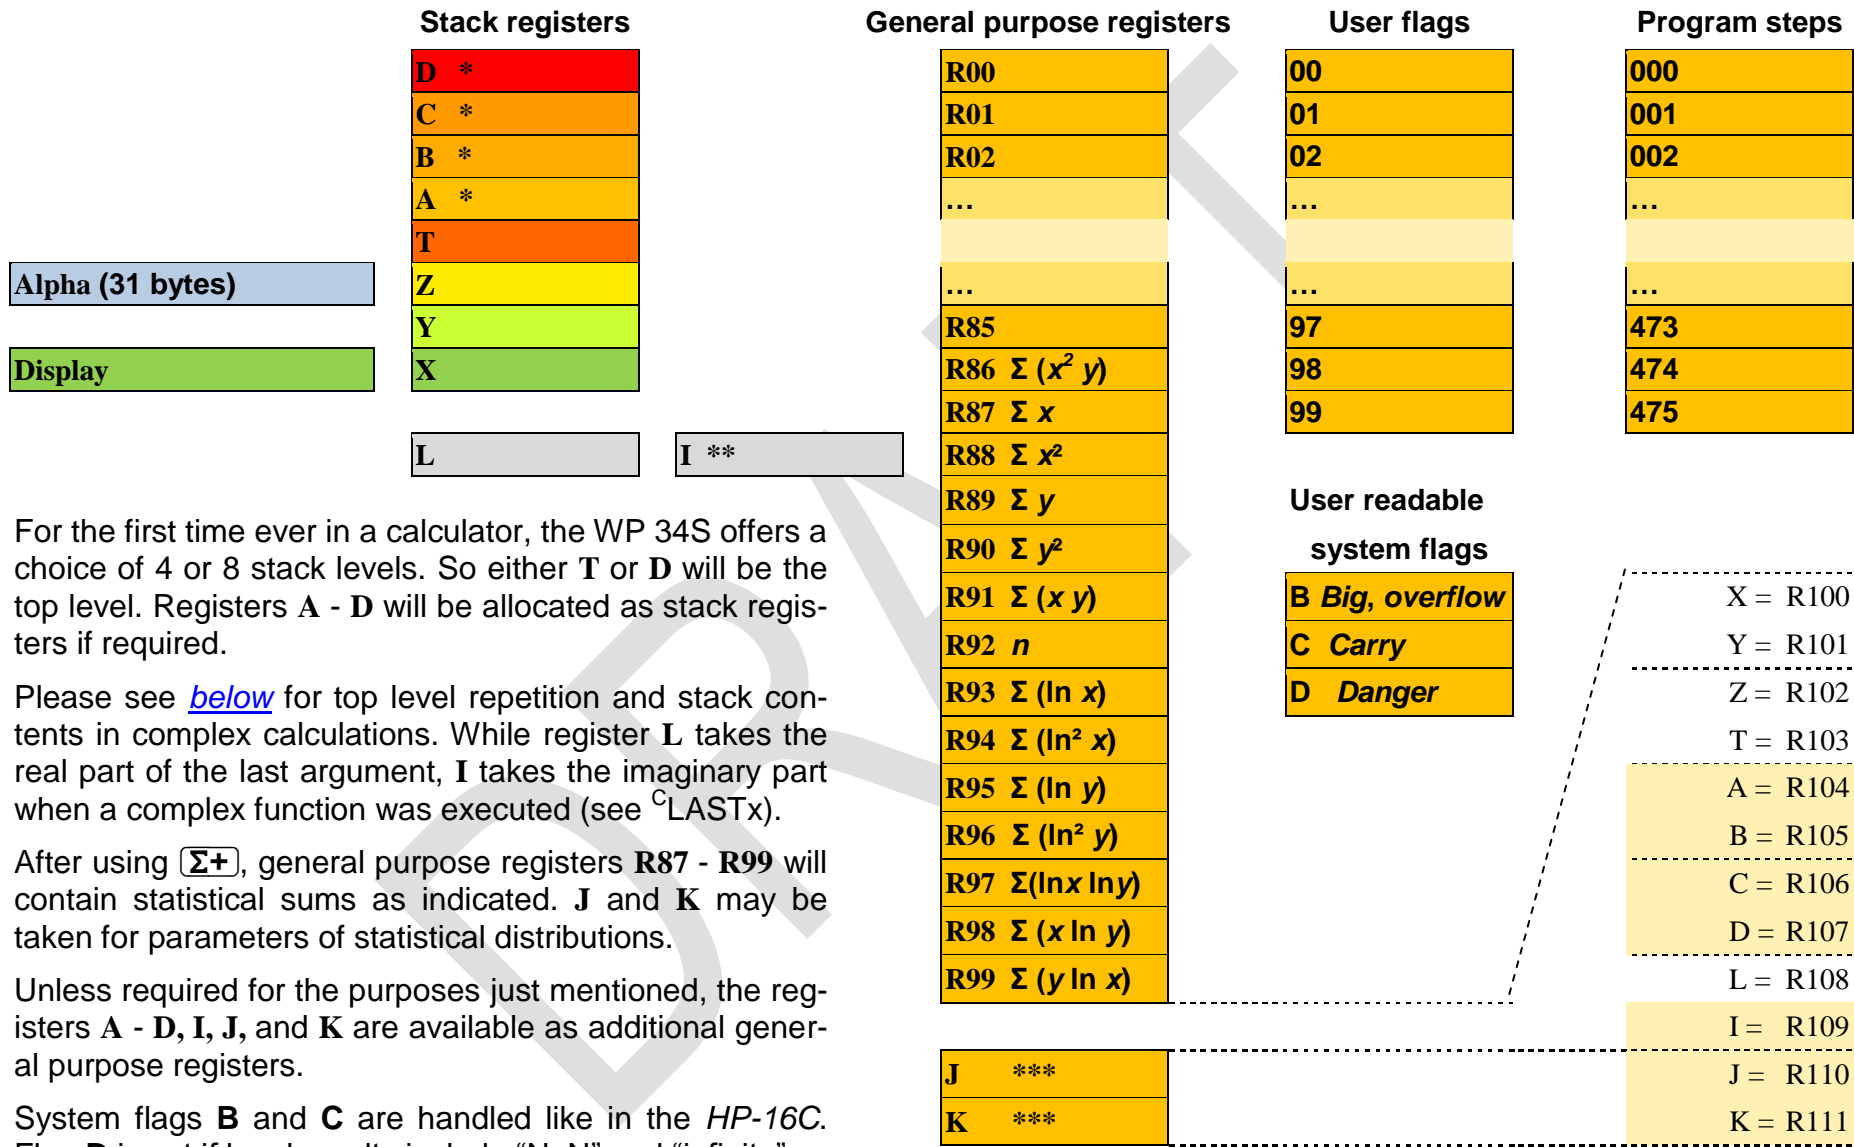 Stack registers
D *
C *
B *
A *
T
Z
Y
X
L
I **
Alpha (31 bytes)
Display
General purpose registers
R00
R01
R02
…
…
R85
R86 Σ (x² y)
R87 Σ x
R88 Σ x²
R89 Σ y
R90 Σ y²
R91 Σ (x y)
R92 n
R93 Σ (ln x)
R94 Σ (ln² x)
R95 Σ (ln y)
R96 Σ (ln² y)
R97 Σ(lnx lny)
R98 Σ (x ln y)
R99 Σ (y ln x)
J ***
K ***
User flags
00
01
02
…
…
97
98
99
User readable
system flags
B Big, overflow
C Carry
D Danger
Program steps
000
001
002
…
…
473
474
475
X = R100
Y = R101
Z = R102
T = R103
A = R104
B = R105
C = R106
D = R107
L = R108
I = R109
J = R110
K = R111
For the first time ever in a calculator, the WP 34S offers a
choice of 4 or 8 stack levels. So either T or D will be the
top level. Registers A - D will be allocated as stack regis-
ters if required.
Please see below for top level repetition and stack con-
tents in complex calculations. While register L takes the
real part of the last argument, I takes the imaginary part
when a complex function was executed (see ᶜLASTx).
After using Σ+, general purpose registers R87 - R99 will
contain statistical sums as indicated. J and K may be
taken for parameters of statistical distributions.
Unless required for the purposes just mentioned, the reg-
isters A - D, I, J, and K are available as additional gener-
al purpose registers.
System flags B and C are handled like in the HP-16C.
DRAFT